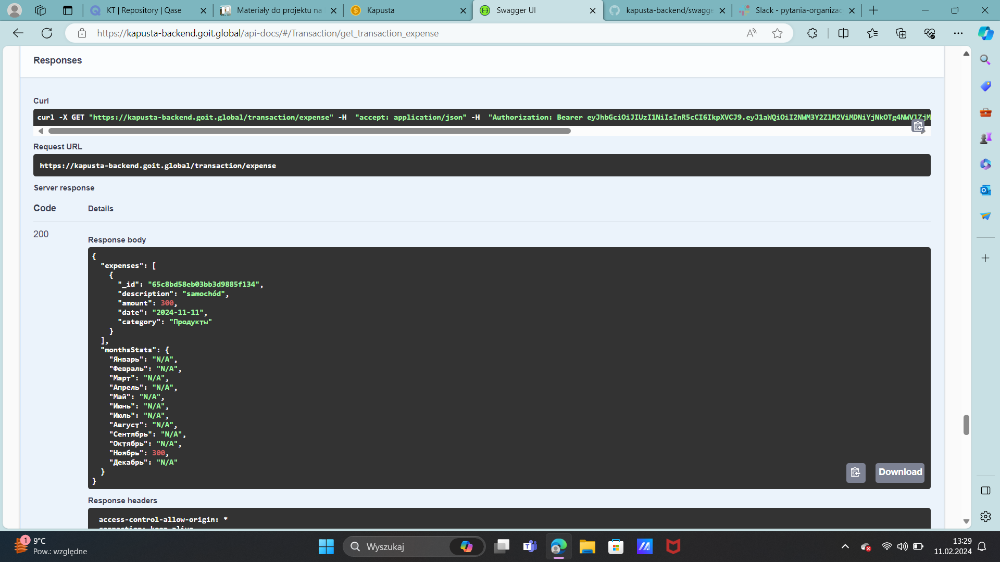 KT | Repository | Qase
Materiały do projektu na
Kapusta
Swagger UI
kapusta-backend/swagge
Slack - pytania-organizac
https://kapusta-backend.goit.global/api-docs/#/Transaction/get_transaction_expense
Responses
Curl
curl -X GET "https://kapusta-backend.goit.global/transaction/expense" -H  "accept: application/json" -H  "Authorization: Bearer eyJhbGciOiJIUzI1NiIsInR5cCI6IkpXVCJ9.eyJ1aWQiOiI2NWM3Y2ZlM2ViMDNiYjNkOTg4NWVlZjM
Request URL
https://kapusta-backend.goit.global/transaction/expense
Server response
Code
Details
200
Response body
{
"expenses": [
{
"_id": "65c8bd58eb03bb3d9885f134",
"description": "samochód",
"amount": 300,
"date": "2024-11-11",
"category": "Продукты"
}
],
"monthsStats": {
"Январь": "N/A",
"Февраль": "N/A",
"Март": "N/A",
"Апрель": "N/A",
"Май": "N/A",
"Июнь": "N/A",
"Июль": "N/A",
"Август": "N/A",
"Сентябрь": "N/A",
"Октябрь": "N/A",
"Ноябрь": 300,
"Декабрь": "N/A"
}
}
Download
Response headers
access-control-allow-origin: *
connection: keep-alive
1
9°C
Pow.: względne
Wyszukaj
13:29
11.02.2024